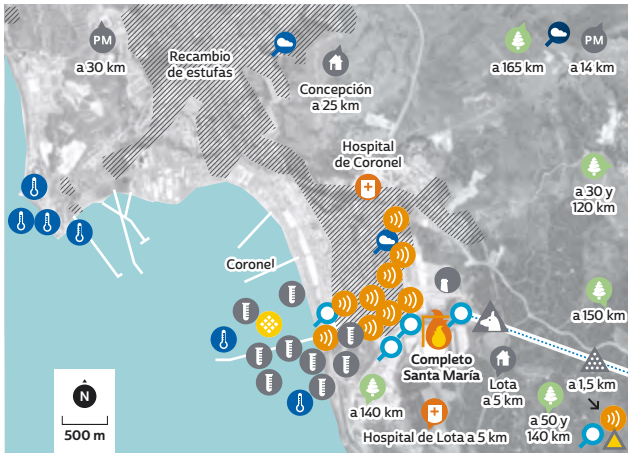 PM
a 30 km
Recambio
de estufas
Concepción
a 25 km
a 165 km
PM
a 14 km
Hospital
de Coronel
a 30 y
120 km
Coronel
a 150 km
Completo
Santa María
Lota
a 5 km
a 1,5 km
a 140 km
Hospital de Lota a 5 km
a 50 y
140 km
N
500 m